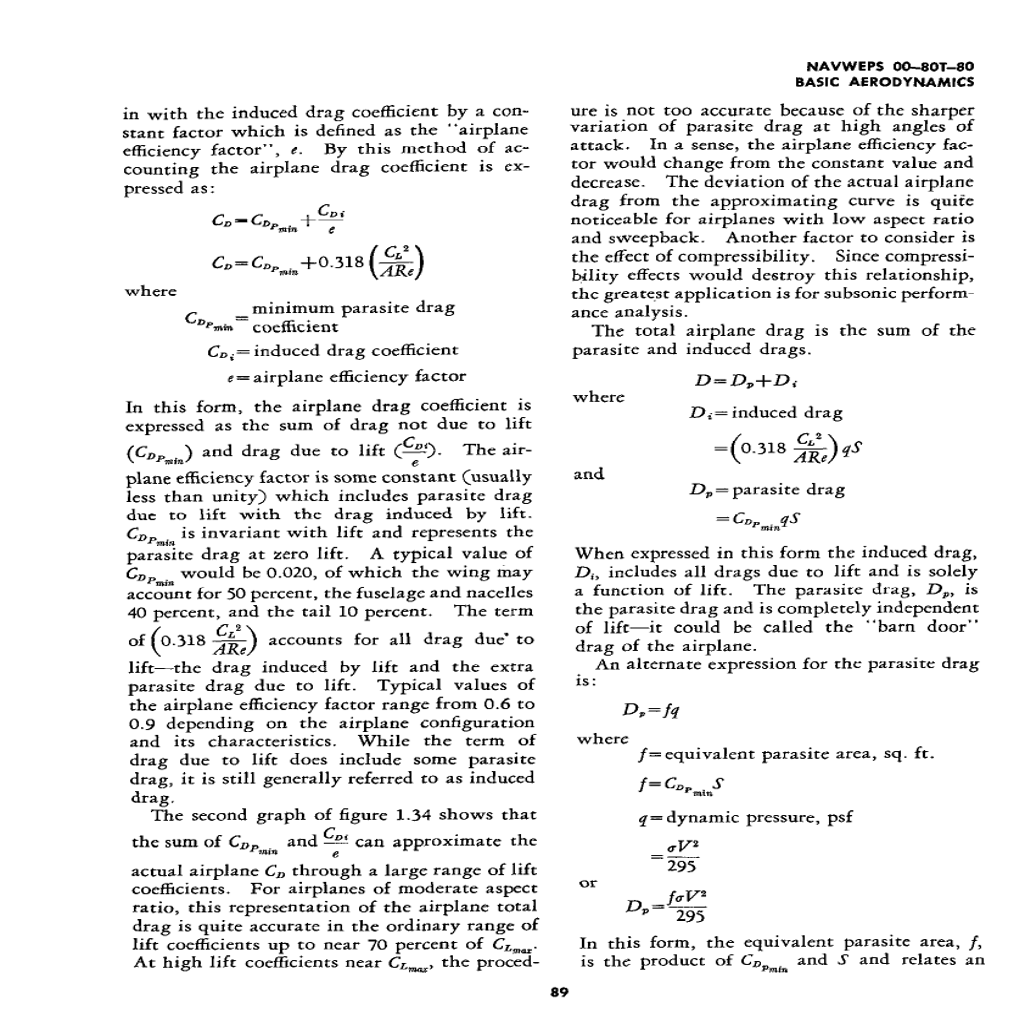 NAVWEPS 00–80T–80
BASIC AERODYNAMICS
in with the induced drag coefficient by a con-
stant factor which is defined as the "airplane
efficiency factor", e. By this method of ac-
counting the airplane drag coefficient is ex-
pressed as:
C_D = C_{D_{P_{min}}} + \frac{C_{D_i}}{e}
C_D = C_{D_{P_{min}}} + 0.318 \left(\frac{C_L^2}{ARe}\right)
where
C_{D_{P_{min}}} = minimum parasite drag
coefficient
C_{D_i} = induced drag coefficient
e = airplane efficiency factor
In this form, the airplane drag coefficient is
expressed as the sum of drag not due to lift
(C_{D_{P_{min}}}) and drag due to lift (\frac{C_{D_i}}{e}). The air-
plane efficiency factor is some constant (usually
less than unity) which includes parasite drag
due to lift with the drag induced by lift.
C_{D_{P_{min}}} is invariant with lift and represents the
parasite drag at zero lift. A typical value of
C_{D_{P_{min}}} would be 0.020, of which the wing may
account for 50 percent, the fuselage and nacelles
40 percent, and the tail 10 percent. The term
of \left(0.318 \frac{C_L^2}{ARe}\right) accounts for all drag due to
lift—the drag induced by lift and the extra
parasite drag due to lift. Typical values of
the airplane efficiency factor range from 0.6 to
0.9 depending on the airplane configuration
and its characteristics. While the term of
drag due to lift does include some parasite
drag, it is still generally referred to as induced
drag.
The second graph of figure 1.34 shows that
the sum of C_{D_{P_{min}}} and \frac{C_{D_i}}{e} can approximate the
actual airplane C_D through a large range of lift
coefficients. For airplanes of moderate aspect
ratio, this representation of the airplane total
drag is quite accurate in the ordinary range of
lift coefficients up to near 70 percent of C_{L_{max}}.
At high lift coefficients near C_{L_{max}}, the proced-
ure is not too accurate because of the sharper
variation of parasite drag at high angles of
attack. In a sense, the airplane efficiency fac-
tor would change from the constant value and
decrease. The deviation of the actual airplane
drag from the approximating curve is quite
noticeable for airplanes with low aspect ratio
and sweepback. Another factor to consider is
the effect of compressibility. Since compressi-
bility effects would destroy this relationship,
the greatest application is for subsonic perform-
ance analysis.
The total airplane drag is the sum of the
parasite and induced drags.
D = D_p + D_i
where
D_i = induced drag
= \left(0.318 \frac{C_L^2}{ARe}\right) qS
and
D_p = parasite drag
= C_{D_{P_{min}}} qS
When expressed in this form the induced drag,
D_i, includes all drags due to lift and is solely
a function of lift. The parasite drag, D_p, is
the parasite drag and is completely independent
of lift—it could be called the "barn door"
drag of the airplane.
An alternate expression for the parasite drag
is:
D_p = fq
where
f = equivalent parasite area, sq. ft.
f = C_{D_{P_{min}}} S
q = dynamic pressure, psf
= \frac{σV^2}{295}
or
D_p = \frac{fσV^2}{295}
In this form, the equivalent parasite area, f,
is the product of C_{D_{P_{min}}} and S and relates an
89